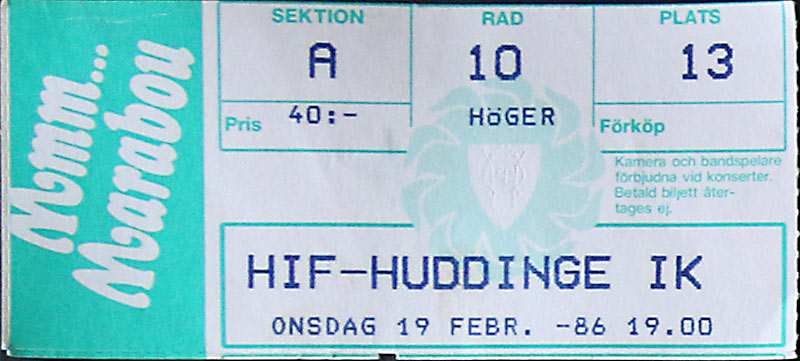 Mmm...
Marabou
SEKTION RAD PLATS
A 10 13
Pris 40:- HöGER Förköp
Kamera och bandspelare
förbjudna vid konserter.
Betald biljett åter-
tages ej.
HIF-HUDDINGE IK
ONSDAG 19 FEBR. -86 19.00